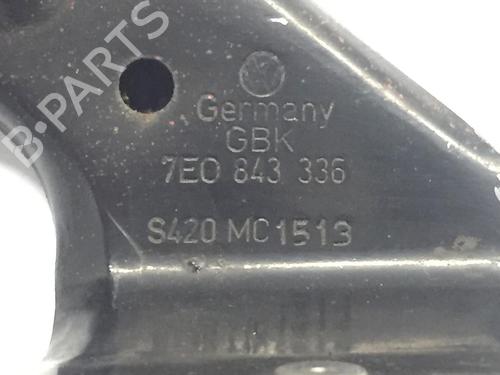 B-PARTS
Germany
GBK
7E0 843 336
S420 MC1513